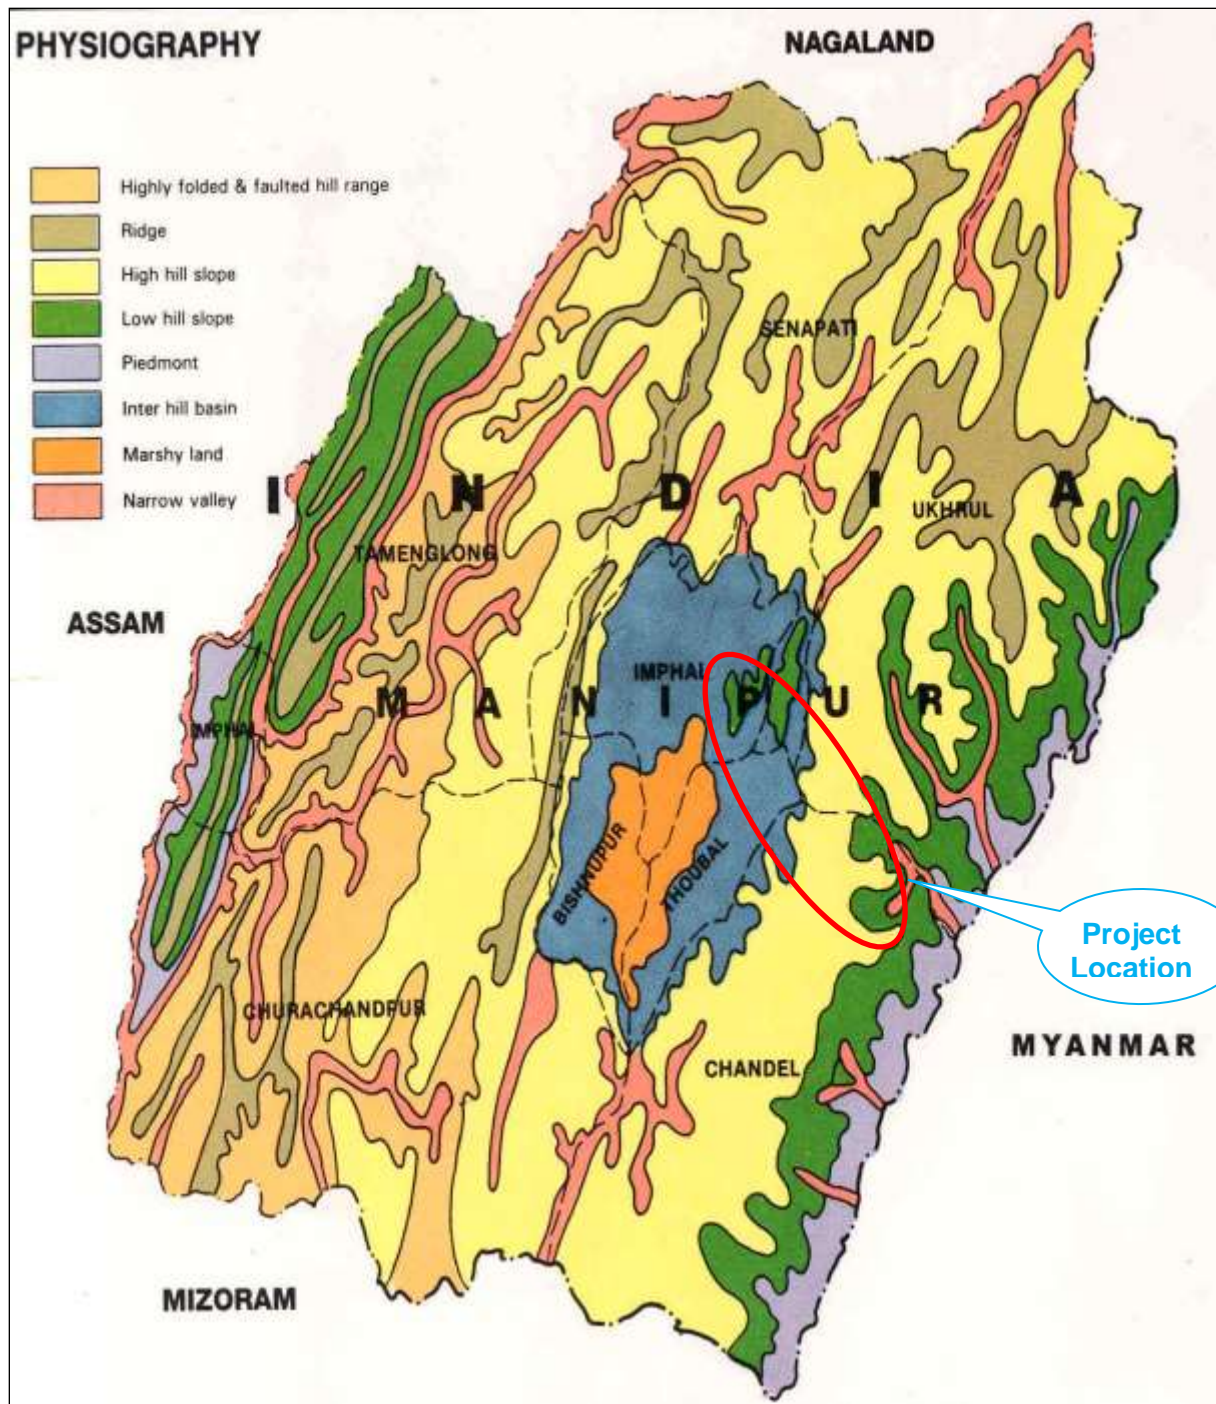 PHYSIOGRAPHY
NAGALAND
Highly folded & faulted hill range
Ridge
High hill slope
Low hill slope
Piedmont
Inter hill basin
Marshy land
Narrow valley
SENAPATI
I N D I A
UKHRUL
TAMENGLONG
ASSAM
IMPHAL
M A N I P U R
IMPHAL
BISHNUPUR
THOUBAL
Project
Location
CHURACHANDPUR
MYANMAR
CHANDEL
MIZORAM